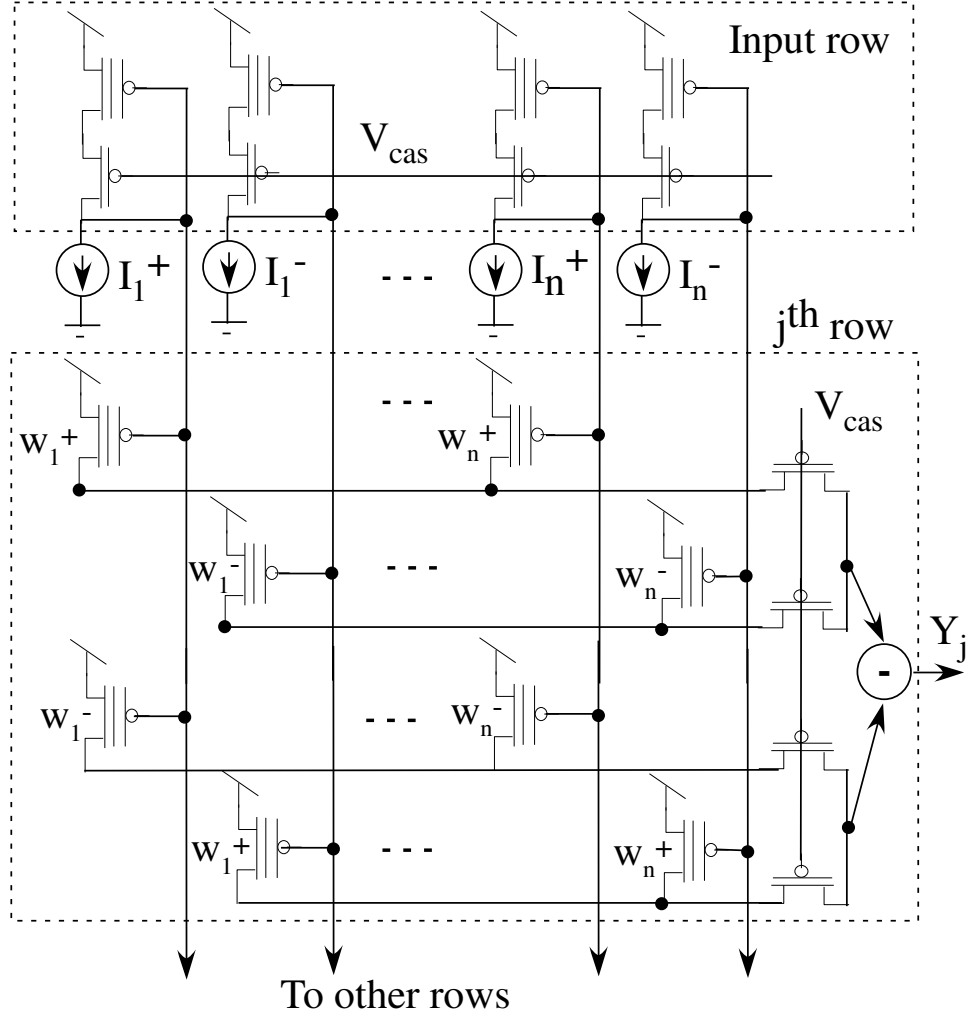 Input row
V_cas
I_1^+ I_1^- - - - I_n^+ I_n^-
j^th row
- - -
V_cas
w_1^+ w_n^+
w_1^- - - - w_n^-
Y_j
-
w_1^- - - - w_n^-
w_1^+ - - - w_n^+
To other rows